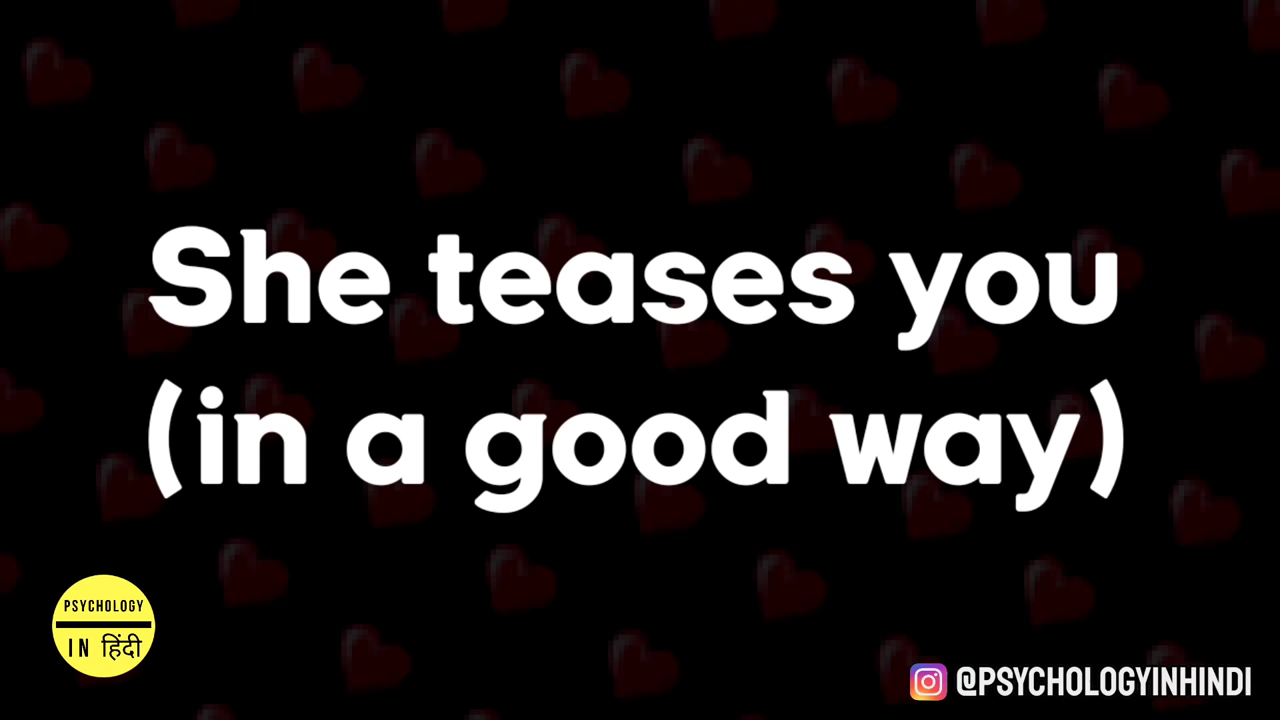 She teases you
(in a good way)
PSYCHOLOGY
IN हिंदी
@PSYCHOLOGYINHINDI